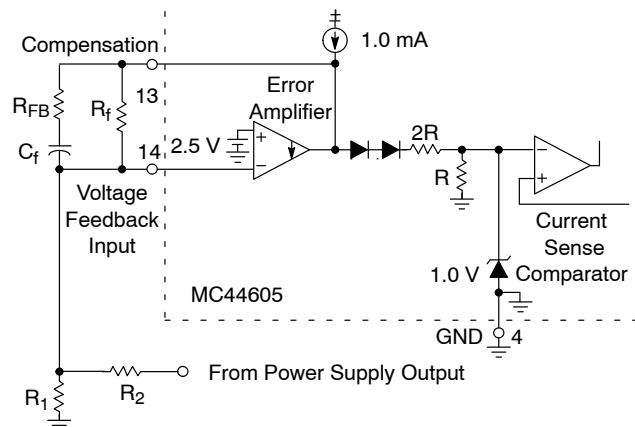 Compensation
1.0 mA
Error
Amplifier
R_FB
R_f
13
C_f
14
2.5 V
+
−
2R
R
−
+
Voltage
Feedback
Input
Current
Sense
Comparator
1.0 V
MC44605
GND
4
R_1
R_2
From Power Supply Output